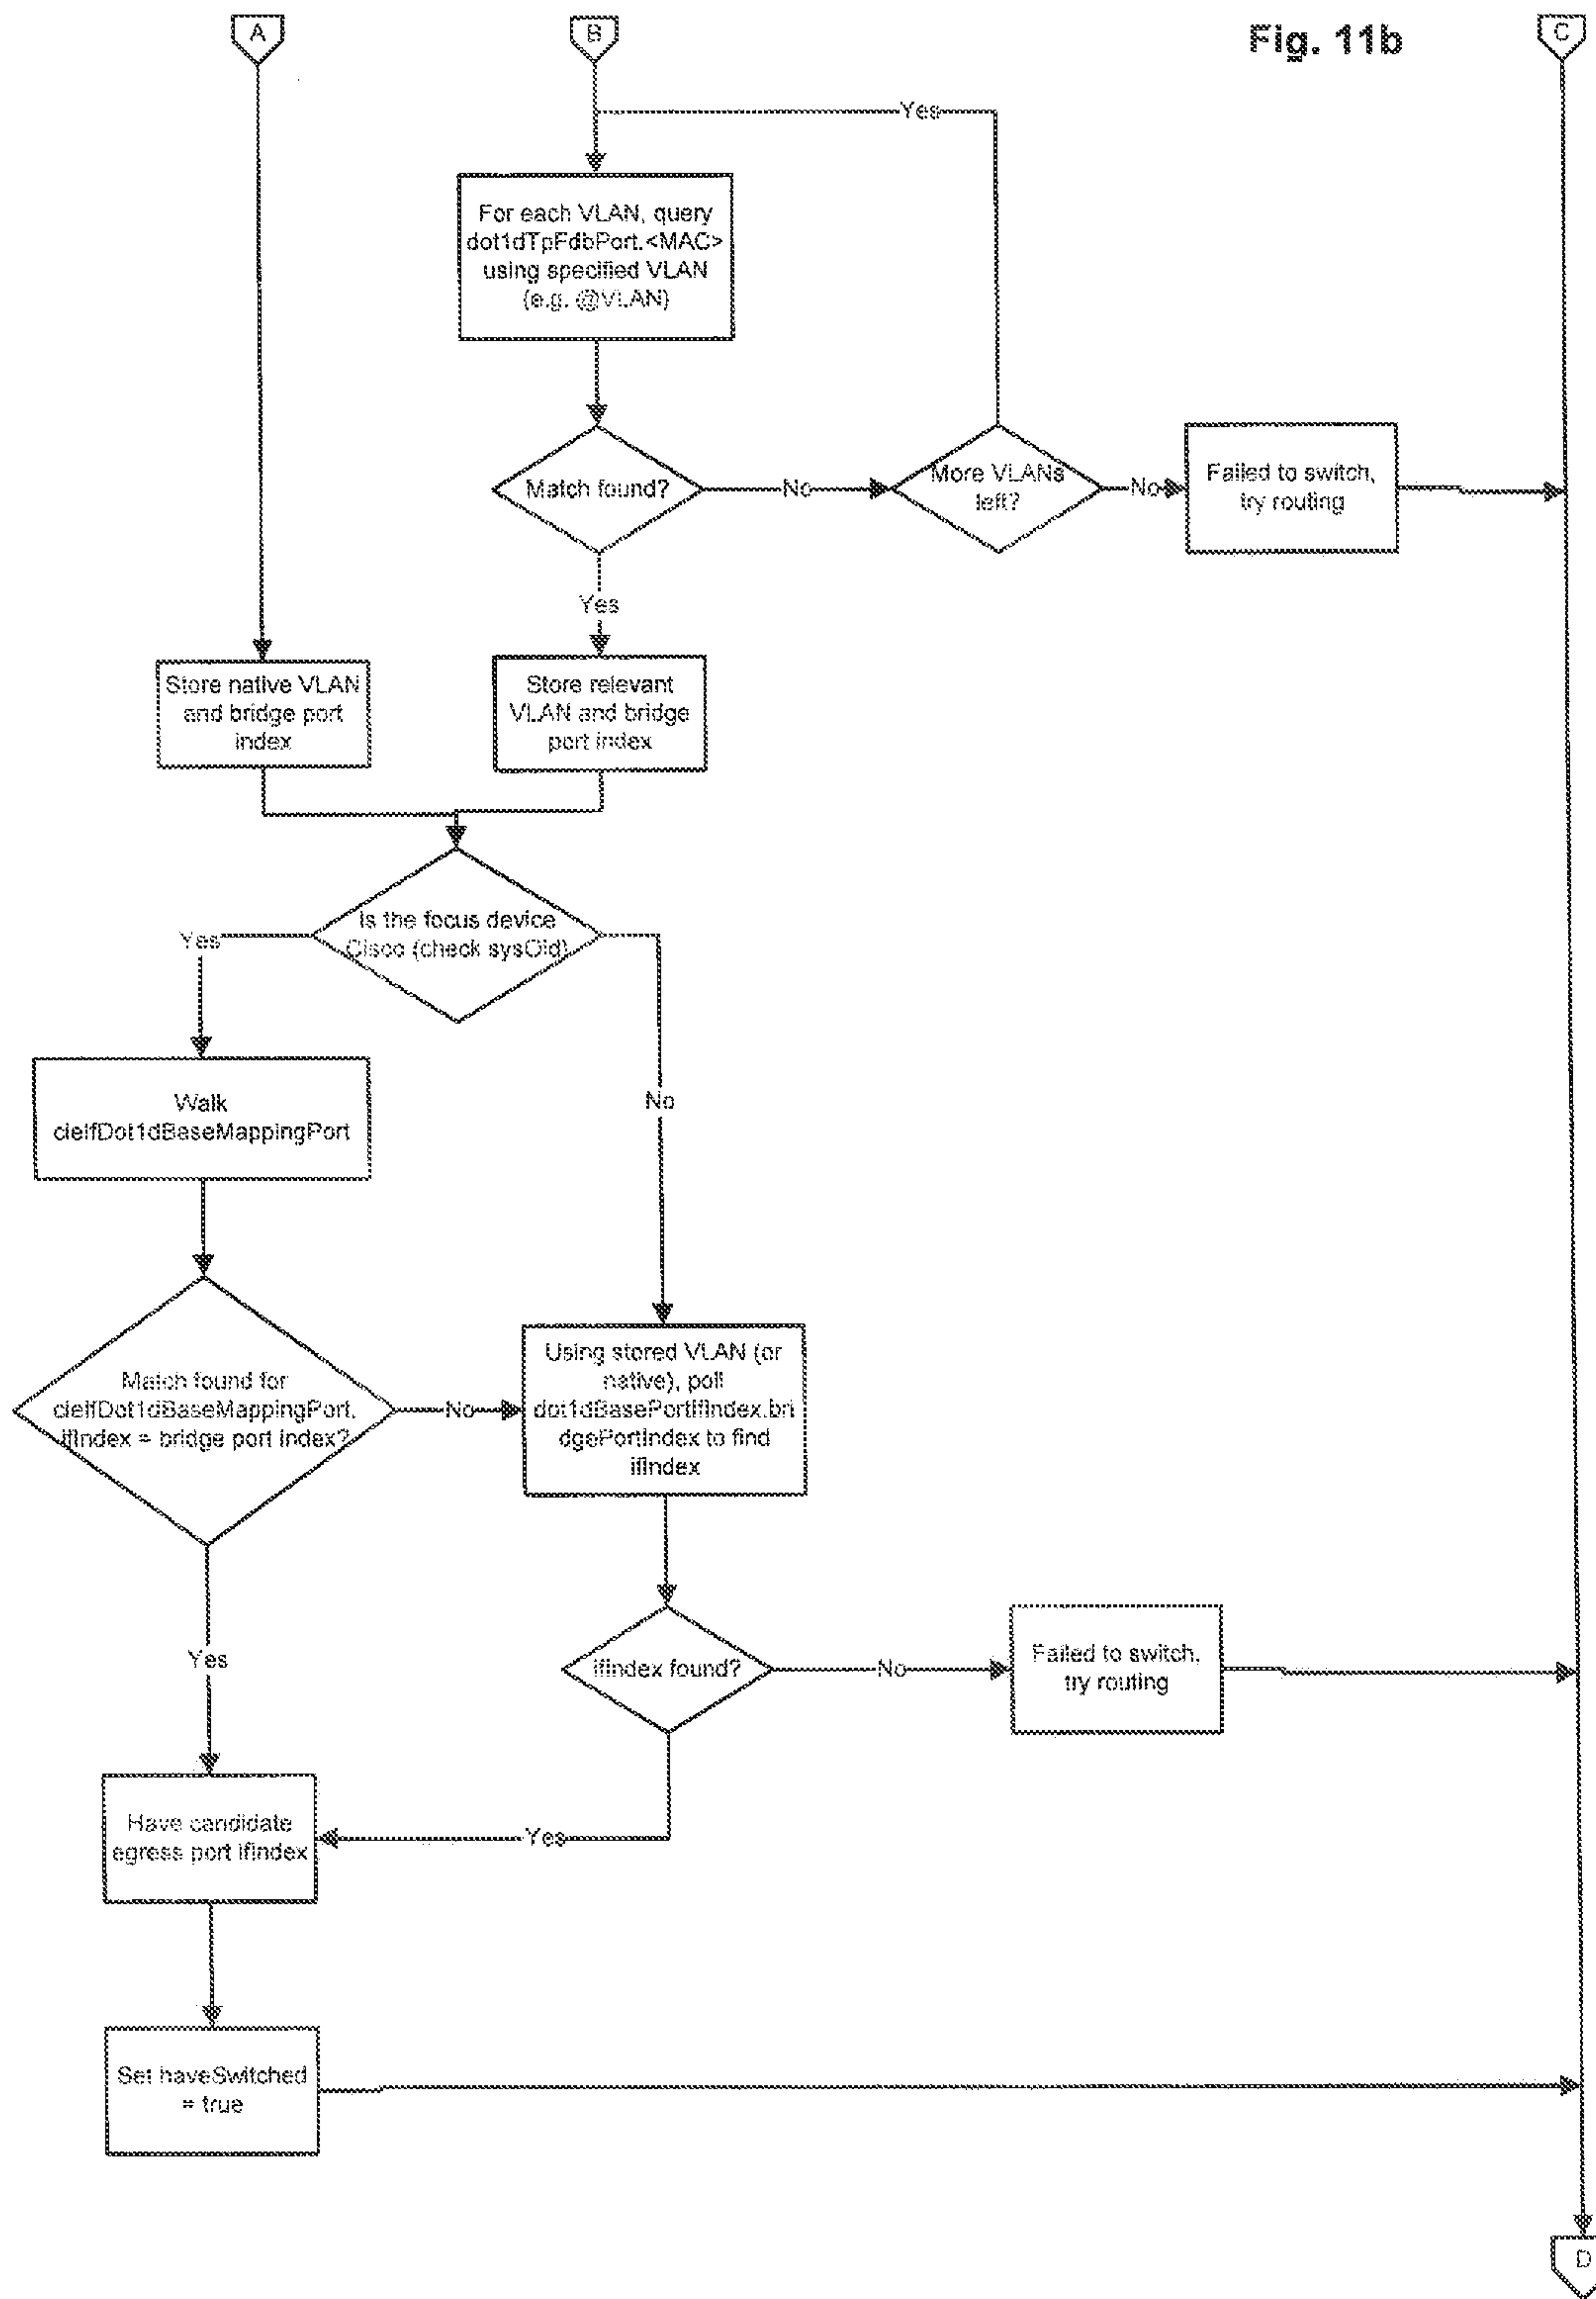 A
B
Fig. 11b
C
Yes
For each VLAN, query
dot1dTpFdbPort.<MAC>
using specified VLAN
(e.g. @VLAN)
Match found?
No
More VLANs
left?
No
Failed to switch,
try routing
Yes
Store native VLAN
and bridge port
index
Store relevant
VLAN and bridge
port index
Is the focus device
Cisco (check sysOid)
Yes
No
Walk
cieIfDot1dBaseMappingPort
Match found for
cieIfDot1dBaseMappingPort.
ifIndex = bridge port index?
No
Using stored VLAN (or
native), poll
dot1dBasePortIfIndex.bri
dgePortIndex to find
ifIndex
Yes
ifIndex found?
No
Failed to switch,
try routing
Have candidate
egress port ifIndex
Yes
Set haveSwitched
= true
D